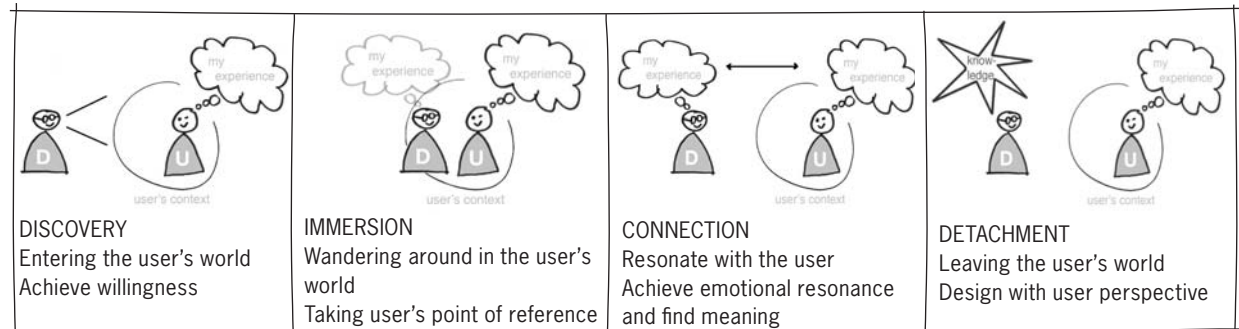 my
experience
D
U
user's context
DISCOVERY
Entering the user's world
Achieve willingness
my
experience
my
experience
D
U
user's context
IMMERSION
Wandering around in the user's
world
Taking user's point of reference
my
experience
my
experience
D
U
user's context
CONNECTION
Resonate with the user
Achieve emotional resonance
and find meaning
know-
ledge
my
experience
D
U
user's context
DETACHMENT
Leaving the user's world
Design with user perspective